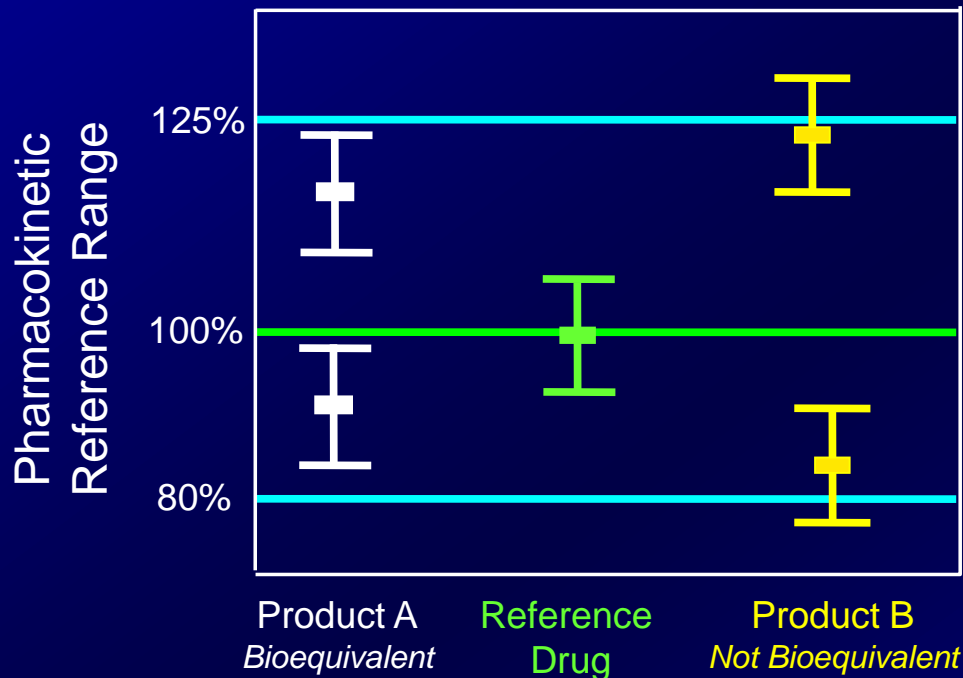 Pharmacokinetic
Reference Range
125%
100%
80%
Product A
Bioequivalent
Reference
Drug
Product B
Not Bioequivalent